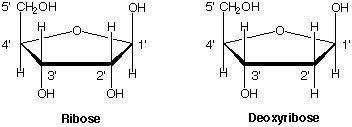 5' CH₂OH OH 5' CH₂OH OH
H O H H O H
4' 1' 4' 1'
H H H H
3' 2' 3' 2'
OH OH OH H
Ribose Deoxyribose